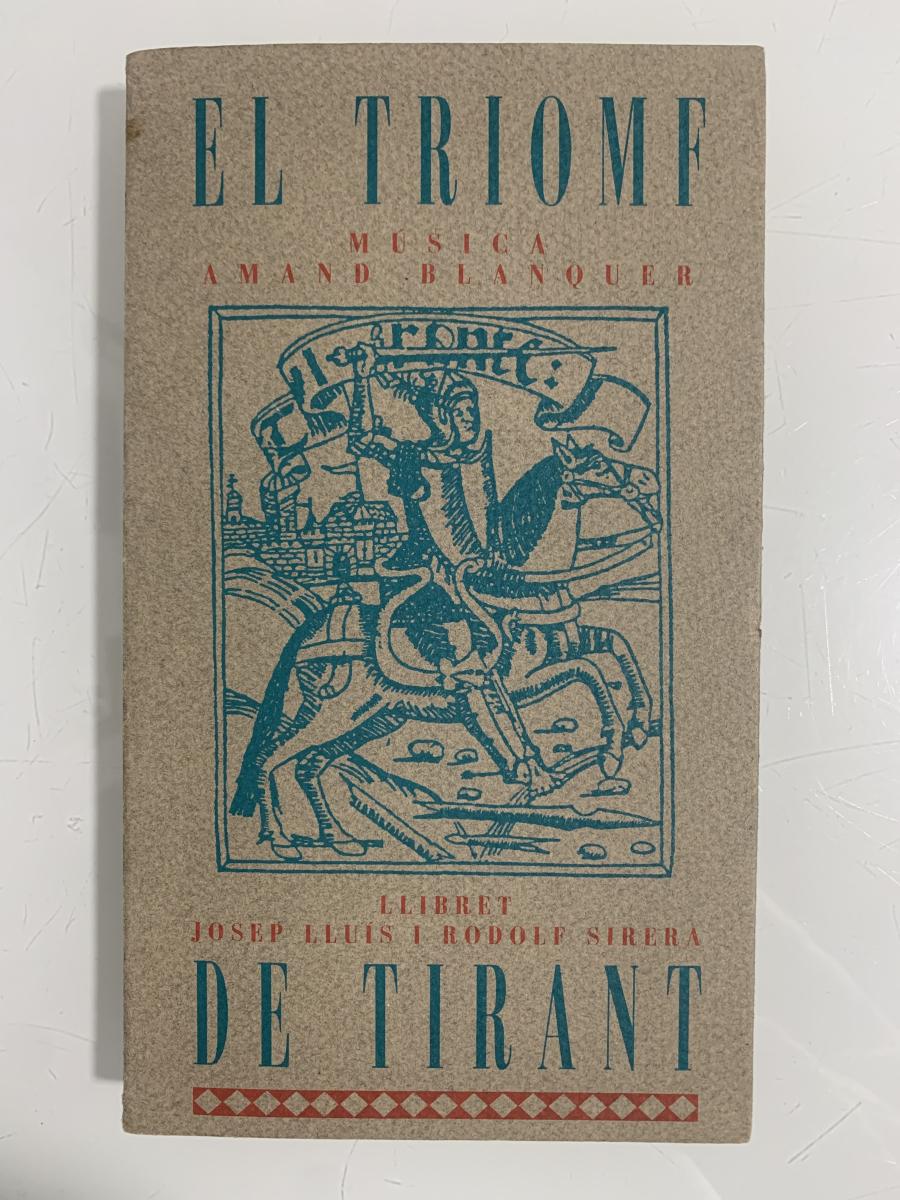 EL TRIOMF
MÚSICA
AMAND BLANQUER
LLIBRET
JOSEP LLUÍS I RODOLF SIRERA
DE TIRANT